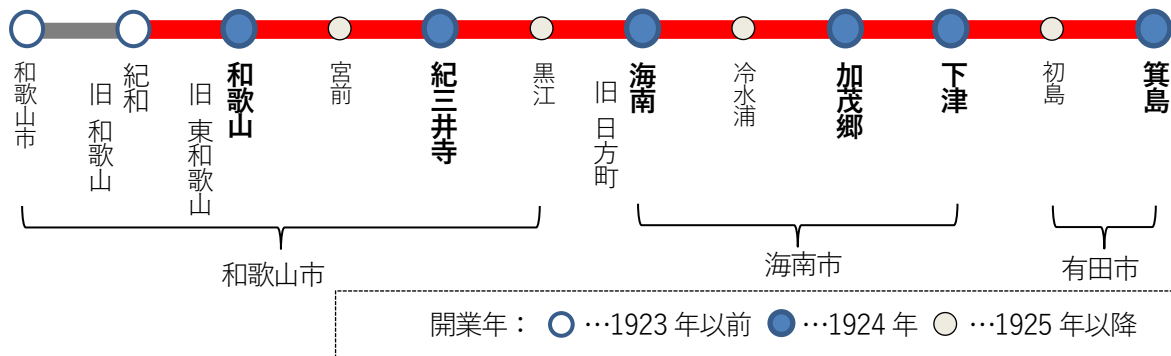 和歌山市
紀和
旧 和歌山
和歌山
旧 東和歌山
宮前
紀三井寺
黒江
海南
旧 日方町
冷水浦
加茂郷
下津
初島
箕島
和歌山市
海南市
有田市
開業年： …1923 年以前 …1924 年 …1925 年以降